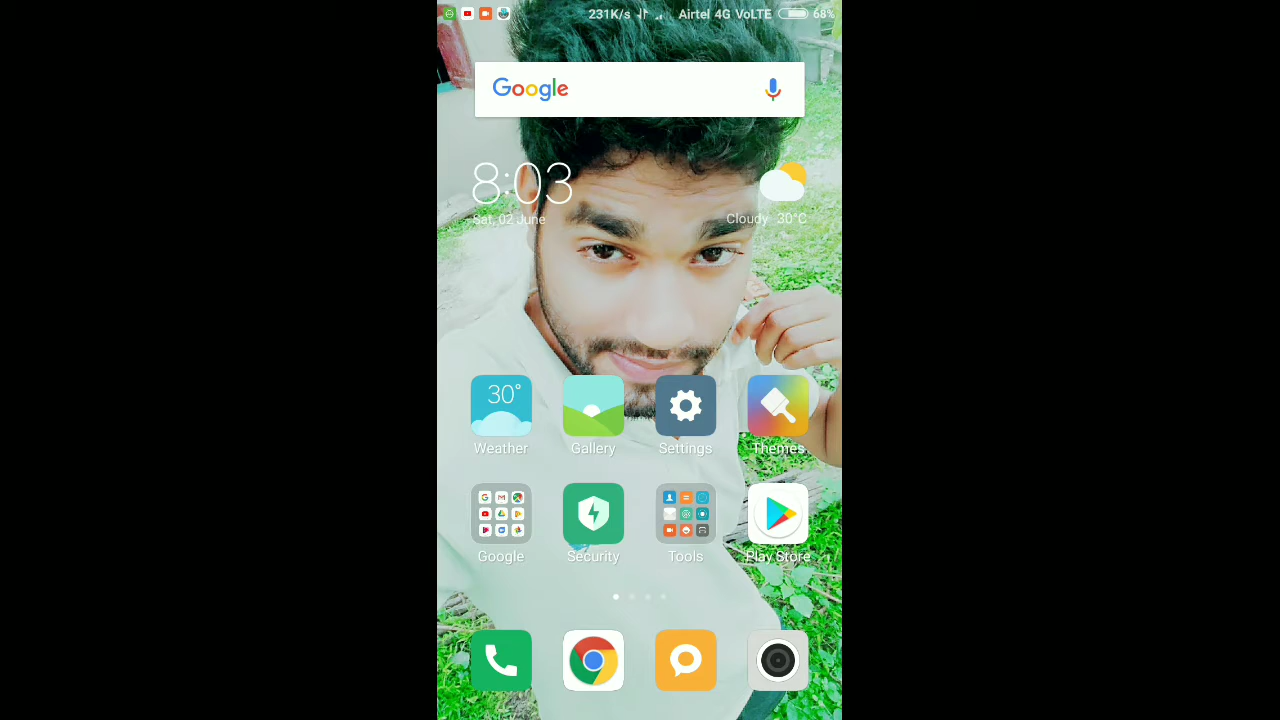 231K/s Airtel 4G VoLTE 68%
Google
8:03
Sat, 02 June
Cloudy 30°C
30°
Weather Gallery Settings Themes
Google Security Tools Play Store